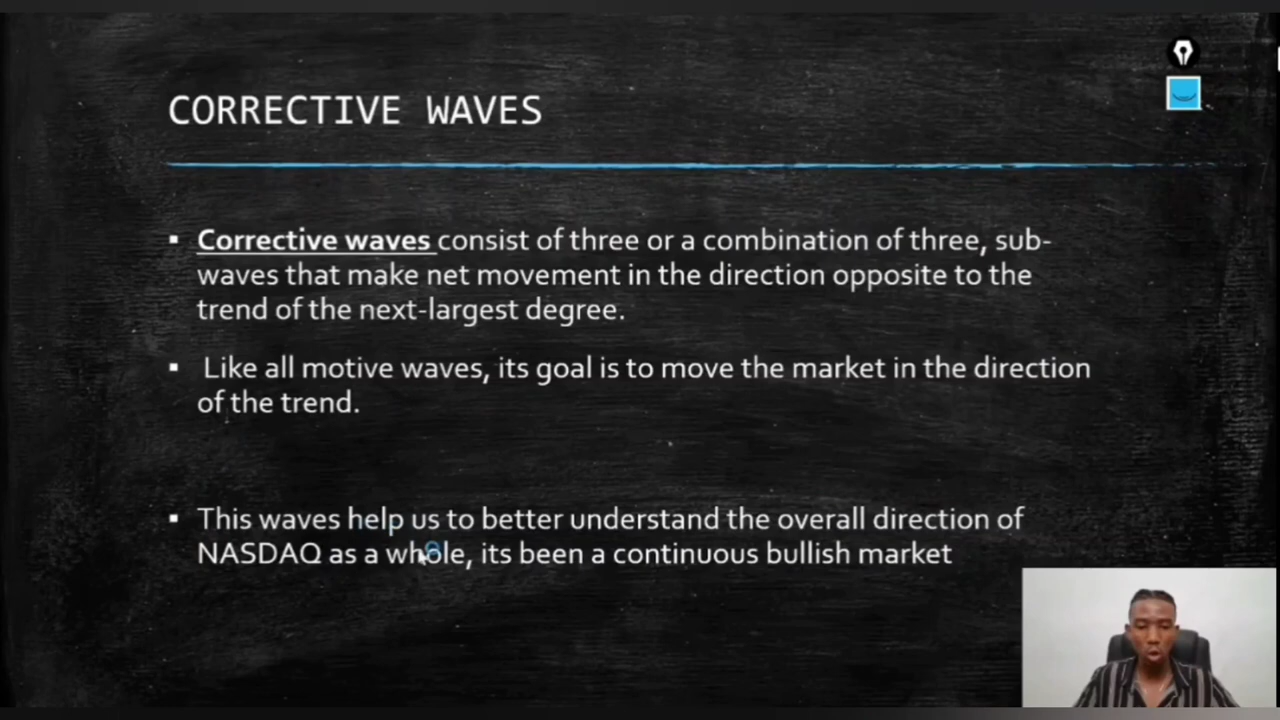 CORRECTIVE WAVES
Corrective waves consist of three or a combination of three, sub-
waves that make net movement in the direction opposite to the
trend of the next-largest degree.
Like all motive waves, its goal is to move the market in the direction
of the trend.
This waves help us to better understand the overall direction of
NASDAQ as a whole, its been a continuous bullish market